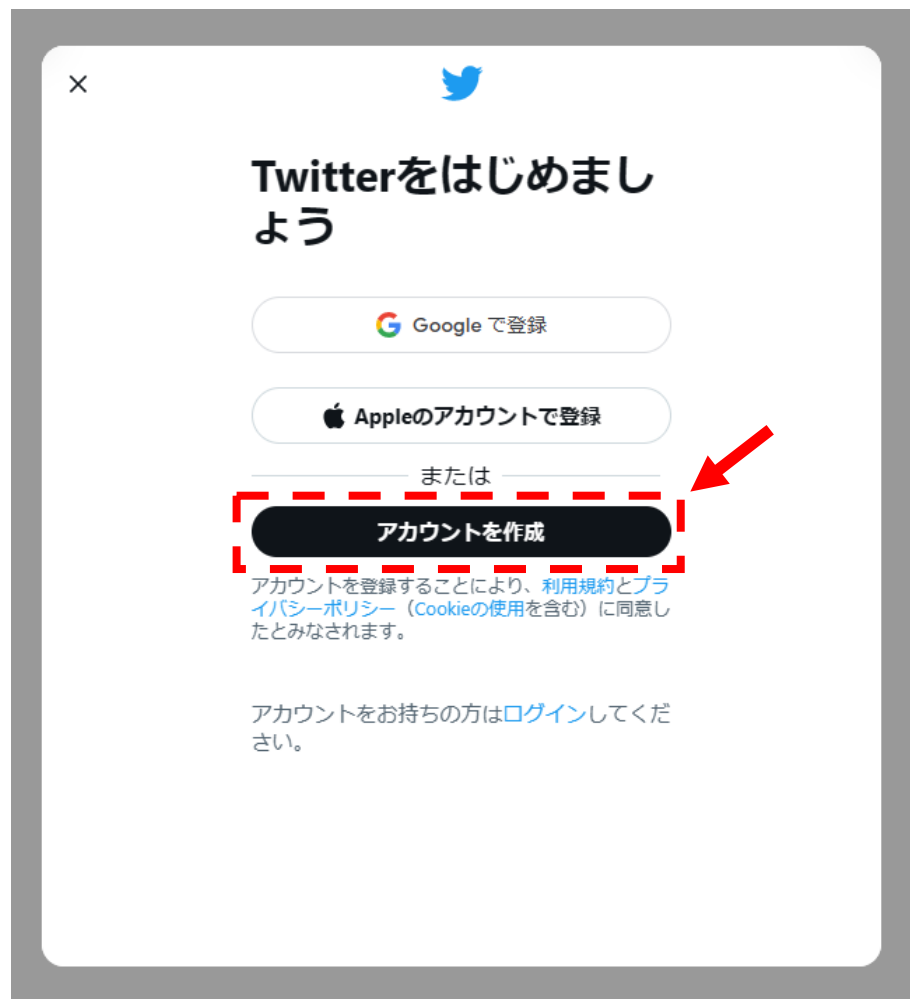 Twitterをはじめまし
ょう
Google で登録
Appleのアカウントで登録
または
アカウントを作成
アカウントを登録することにより、利用規約とプラ
イバシーポリシー（Cookieの使用を含む）に同意し
たとみなされます。
アカウントをお持ちの方はログインしてくだ
さい。